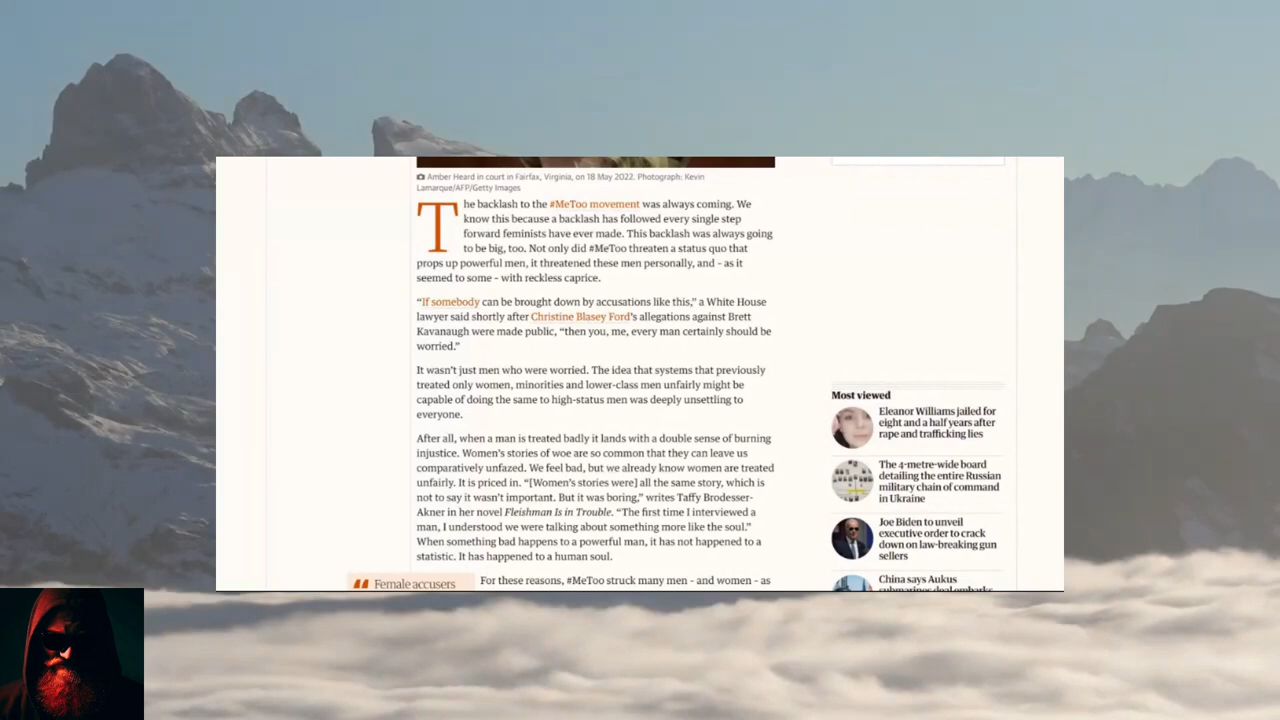 Amber Heard in court in Fairfax, Virginia, on 18 May 2022. Photograph: Kevin
Lamarque/AFP/Getty Images
The backlash to the #MeToo movement was always coming. We
know this because a backlash has followed every single step
forward feminists have ever made. This backlash was always going
to be big, too. Not only did #MeToo threaten a status quo that
props up powerful men, it threatened these men personally, and - as it
seemed to some - with reckless caprice.
“If somebody can be brought down by accusations like this,” a White House
lawyer said shortly after Christine Blasey Ford’s allegations against Brett
Kavanaugh were made public, “then you, me, every man certainly should be
worried.”
It wasn’t just men who were worried. The idea that systems that previously
treated only women, minorities and lower-class men unfairly might be
capable of doing the same to high-status men was deeply unsettling to
everyone.
After all, when a man is treated badly it lands with a double sense of burning
injustice. Women’s stories of woe are so common that they can leave us
comparatively unfazed. We feel bad, but we already know women are treated
unfairly. It is priced in. “[Women’s stories were] all the same story, which is
not to say it wasn’t important. But it was boring,” writes Taffy Brodesser-
Akner in her novel Fleishman Is in Trouble. “The first time I interviewed a
man, I understood we were talking about something more like the soul.”
When something bad happens to a powerful man, it has not happened to a
statistic. It has happened to a human soul.
Female accusers
For these reasons, #MeToo struck many men - and women - as
Most viewed
Eleanor Williams jailed for
eight and a half years after
rape and trafficking lies
The 4-metre-wide board
detailing the entire Russian
military chain of command
in Ukraine
Joe Biden to unveil
executive order to crack
down on law-breaking gun
sellers
China says Aukus
submarines deal embarks